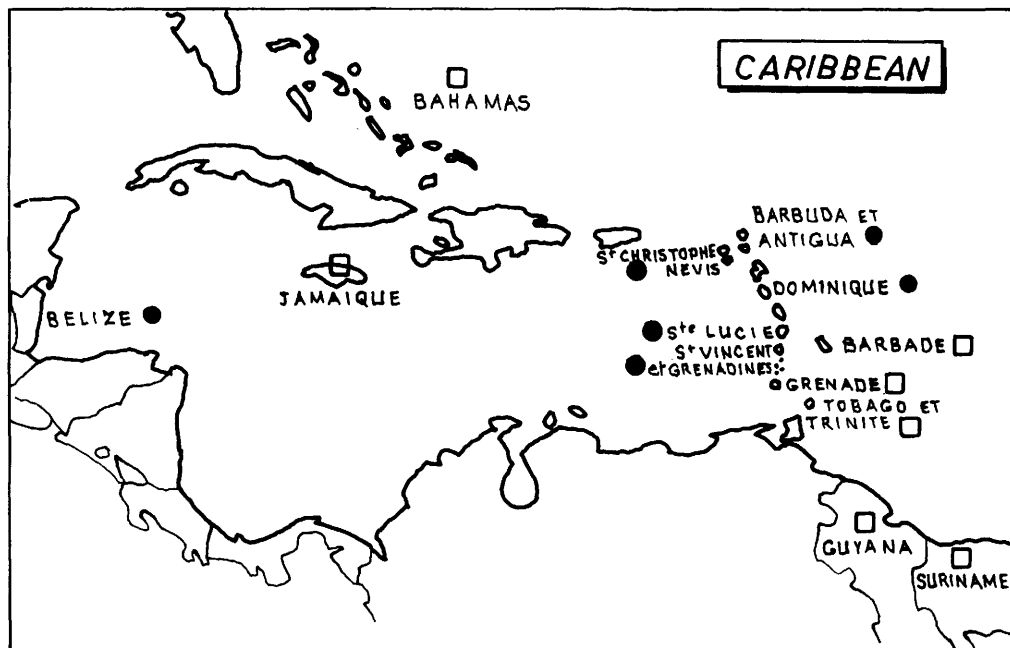 CARIBBEAN
BAHAMAS
BARBUDA ET
ANTIGUA
St CHRISTOPHE
NEVIS
JAMAIQUE
DOMINIQUE
BELIZE
Ste LUCIE
St VINCENT
et GRENADINES
BARBADE
GRENADE
TOBAGO ET
TRINITE
GUYANA
SURINAME